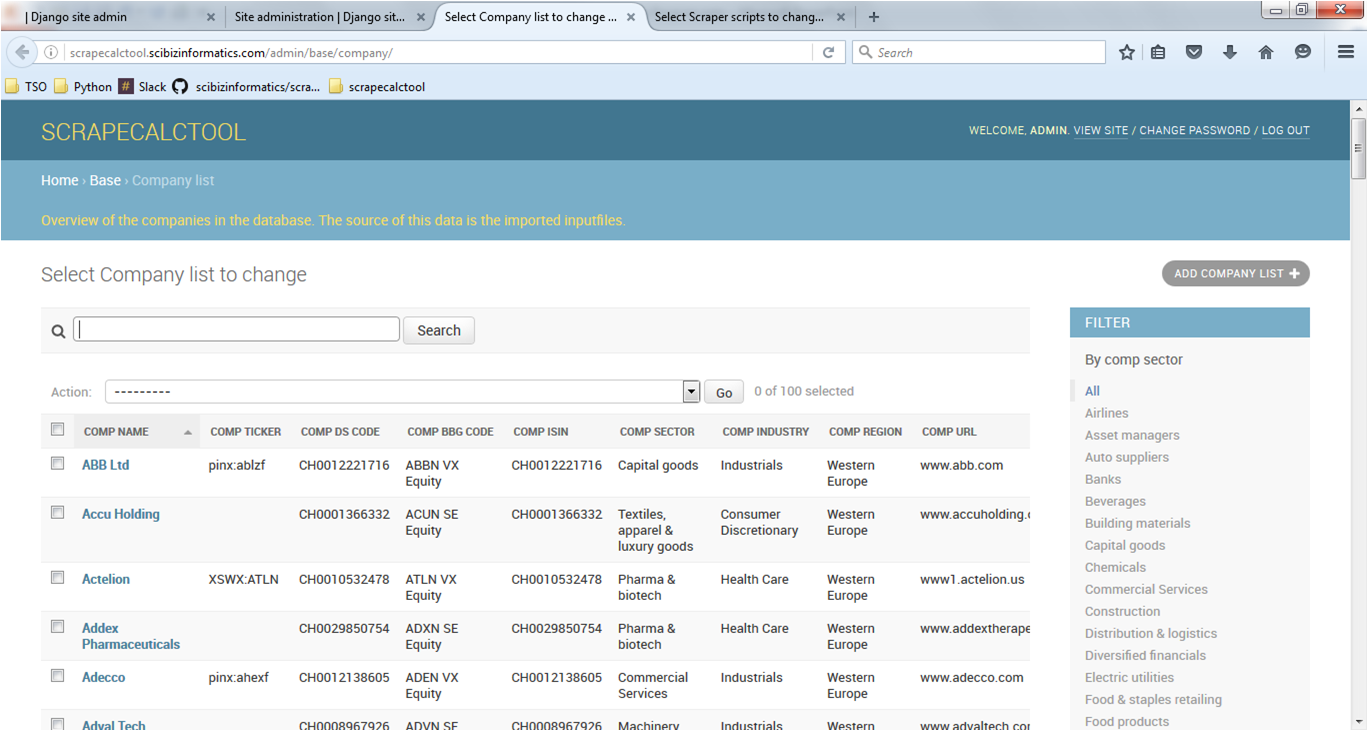 | Django site admin
Site administration | Django sit...
Select Company list to change ...
Select Scraper scripts to chang...
scrapecalctool.scibizinformatics.com/admin/base/company/
Search
TSO
Python
Slack
scibizinformatics/scra...
scrapecalctool
SCRAPECALCTOOL
WELCOME, ADMIN. VIEW SITE / CHANGE PASSWORD / LOG OUT
Home › Base › Company list
Overview of the companies in the database. The source of this data is the imported inputfiles.
Select Company list to change
ADD COMPANY LIST +
Search
Action:
---------
Go
0 of 100 selected
COMP NAME COMP TICKER COMP DS CODE COMP BBG CODE COMP ISIN COMP SECTOR COMP INDUSTRY COMP REGION COMP URL
ABB Ltd pinx:ablzf CH0012221716 ABBN VX CH0012221716 Capital goods Industrials Western www.abb.com
Equity Europe
Accu Holding CH0001366332 ACUN SE CH0001366332 Textiles, Consumer Western www.accuholding.c
Equity apparel & Discretionary Europe
luxury goods
Actelion XSWX:ATLN CH0010532478 ATLN VX CH0010532478 Pharma & Health Care Western www1.actelion.us
Equity biotech Europe
Addex CH0029850754 ADXN SE CH0029850754 Pharma & Health Care Western www.addextherape
Pharmaceuticals Equity biotech Europe
Adecco pinx:ahexf CH0012138605 ADEN VX CH0012138605 Commercial Industrials Western www.adecco.com
Equity Services Europe
Adval Tech CH0008967926 ADVN SE CH0008967926 Machinery Industrials Western www.advaltech.con
FILTER
By comp sector
All
Airlines
Asset managers
Auto suppliers
Banks
Beverages
Building materials
Capital goods
Chemicals
Commercial Services
Construction
Distribution & logistics
Diversified financials
Electric utilities
Food & staples retailing
Food products